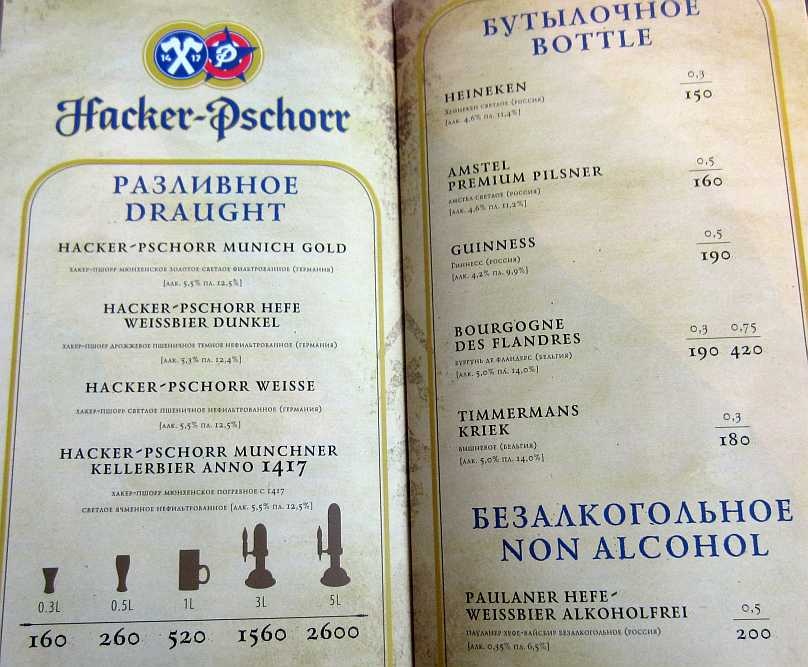 14 17 P
Hacker-Pschorr
РАЗЛИВНОЕ
DRAUGHT
HACKER-PSCHORR MUNICH GOLD
ХАКЕР-ПШОРР МЮНХЕНСКОЕ ЗОЛОТОЕ СВЕТЛОЕ ФИЛЬТРОВАННОЕ (ГЕРМАНИЯ)
[АЛК. 5,5% ПЛ. 12,5%]
HACKER-PSCHORR HEFE
WEISSBIER DUNKEL
ХАКЕР-ПШОРР ДРОЖЖЕВОЕ ПШЕНИЧНОЕ ТЕМНОЕ НЕФИЛЬТРОВАННОЕ (ГЕРМАНИЯ)
[АЛК. 5,3% ПЛ. 12,4%]
HACKER-PSCHORR WEISSE
ХАКЕР-ПШОРР СВЕТЛОЕ ПШЕНИЧНОЕ НЕФИЛЬТРОВАННОЕ (ГЕРМАНИЯ)
[АЛК. 5,5% ПЛ. 12,5%]
HACKER-PSCHORR MUNCHNER
KELLERBIER ANNO 1417
ХАКЕР-ПШОРР МЮНХЕНСКОЕ ПОГРЕБНОЕ С 1417
СВЕТЛОЕ ЯЧМЕННОЕ НЕФИЛЬТРОВАННОЕ [АЛК. 5,5% ПЛ. 12,5%]
0.3L 0.5L 1L 3L 5L
160 260 520 1560 2600
БУТЫЛОЧНОЕ
BOTTLE
HEINEKEN 0,3
ХЕЙНЕКЕН СВЕТЛОЕ (РОССИЯ) 150
[АЛК. 4,6% ПЛ. 11,4%]
AMSTEL 0,5
PREMIUM PILSNER 160
АМСТЕЛ СВЕТЛОЕ (РОССИЯ)
[АЛК. 4,6% ПЛ. 11,2%]
GUINNESS 0,5
ГИННЕСС (РОССИЯ) 190
[АЛК. 4,2% ПЛ. 9,9%]
BOURGOGNE 0,3 0,75
DES FLANDRES 190 420
БУРГУНЬ ДЕ ФЛАНДЕРС (БЕЛЬГИЯ)
[АЛК. 5,0% ПЛ. 14,0%]
TIMMERMANS 0,3
KRIEK 180
ВИШНЕВОЕ (БЕЛЬГИЯ)
[АЛК. 5,0% ПЛ. 14,0%]
БЕЗАЛКОГОЛЬНОЕ
NON ALCOHOL
PAULANER HEFE-
WEISSBIER ALKOHOLFREI 0,5
ПАУЛАНЕР ХЕФЕ-ВАЙСБИР БЕЗАЛКОГОЛЬНОЕ (РОССИЯ) 200
[АЛК. 0,35% ПЛ. 6,5%]